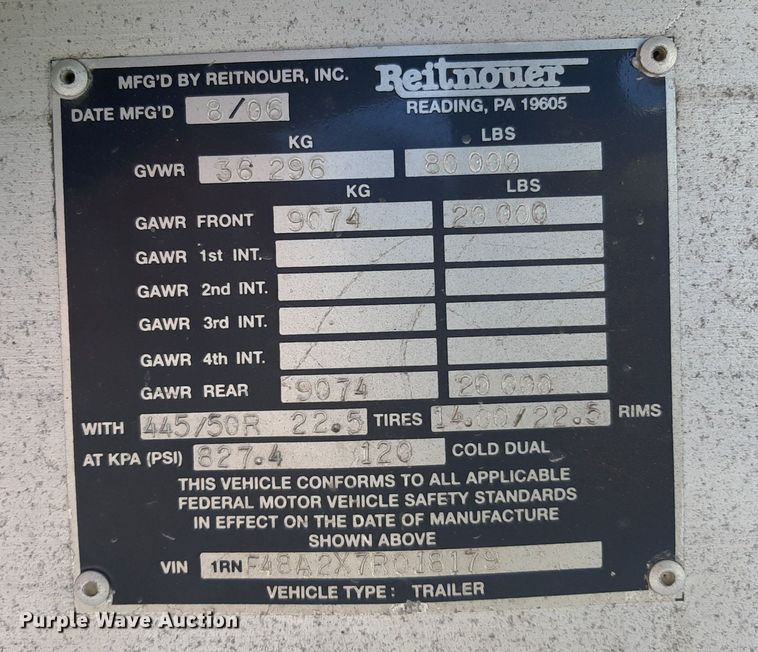 MFG'D BY REITNOUER, INC. Reitnouer
READING, PA 19605
DATE MFG'D 8/06
KG LBS
GVWR 36 296 80 000
KG LBS
GAWR FRONT 9074 20 000
GAWR 1st INT.
GAWR 2nd INT.
GAWR 3rd INT.
GAWR 4th INT.
GAWR REAR 9074 20 000
WITH 445/50R 22.5 TIRES 14.00/22.5 RIMS
AT KPA (PSI) 827.4 120 COLD DUAL
THIS VEHICLE CONFORMS TO ALL APPLICABLE
FEDERAL MOTOR VEHICLE SAFETY STANDARDS
IN EFFECT ON THE DATE OF MANUFACTURE
SHOWN ABOVE
VIN 1RN F48A2X7R018179
VEHICLE TYPE: TRAILER
Purple Wave Auction